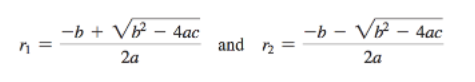 r₁ = (-b + √(b² - 4ac)) / 2a and r₂ = (-b - √(b² - 4ac)) / 2a